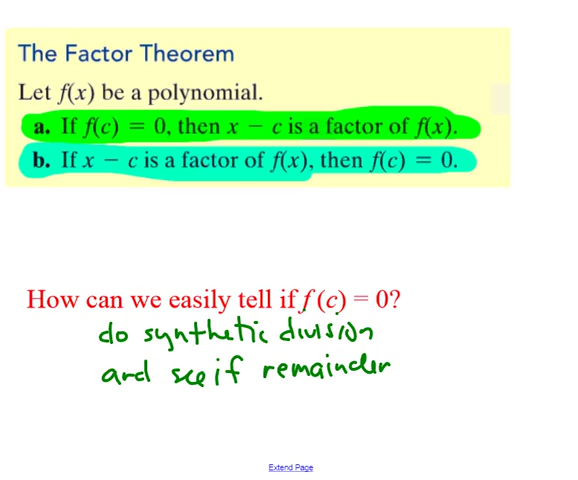 The Factor Theorem
Let f(x) be a polynomial.
a. If f(c) = 0, then x − c is a factor of f(x).
b. If x − c is a factor of f(x), then f(c) = 0.
How can we easily tell if f (c) = 0?
do synthetic division
and see if remainder
Extend Page